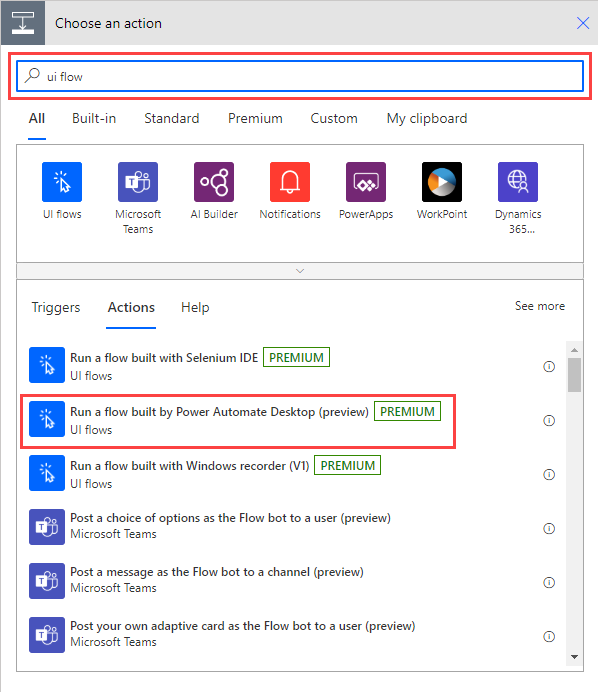 Choose an action
ui flow
All Built-in Standard Premium Custom My clipboard
UI flows
Microsoft Teams
AI Builder
Notifications
PowerApps
WorkPoint
Dynamics 365...
Triggers Actions Help See more
Run a flow built with Selenium IDE PREMIUM
UI flows
Run a flow built by Power Automate Desktop (preview) PREMIUM
UI flows
Run a flow built with Windows recorder (V1) PREMIUM
UI flows
Post a choice of options as the Flow bot to a user (preview)
Microsoft Teams
Post a message as the Flow bot to a channel (preview)
Microsoft Teams
Post your own adaptive card as the Flow bot to a user (preview)
Microsoft Teams